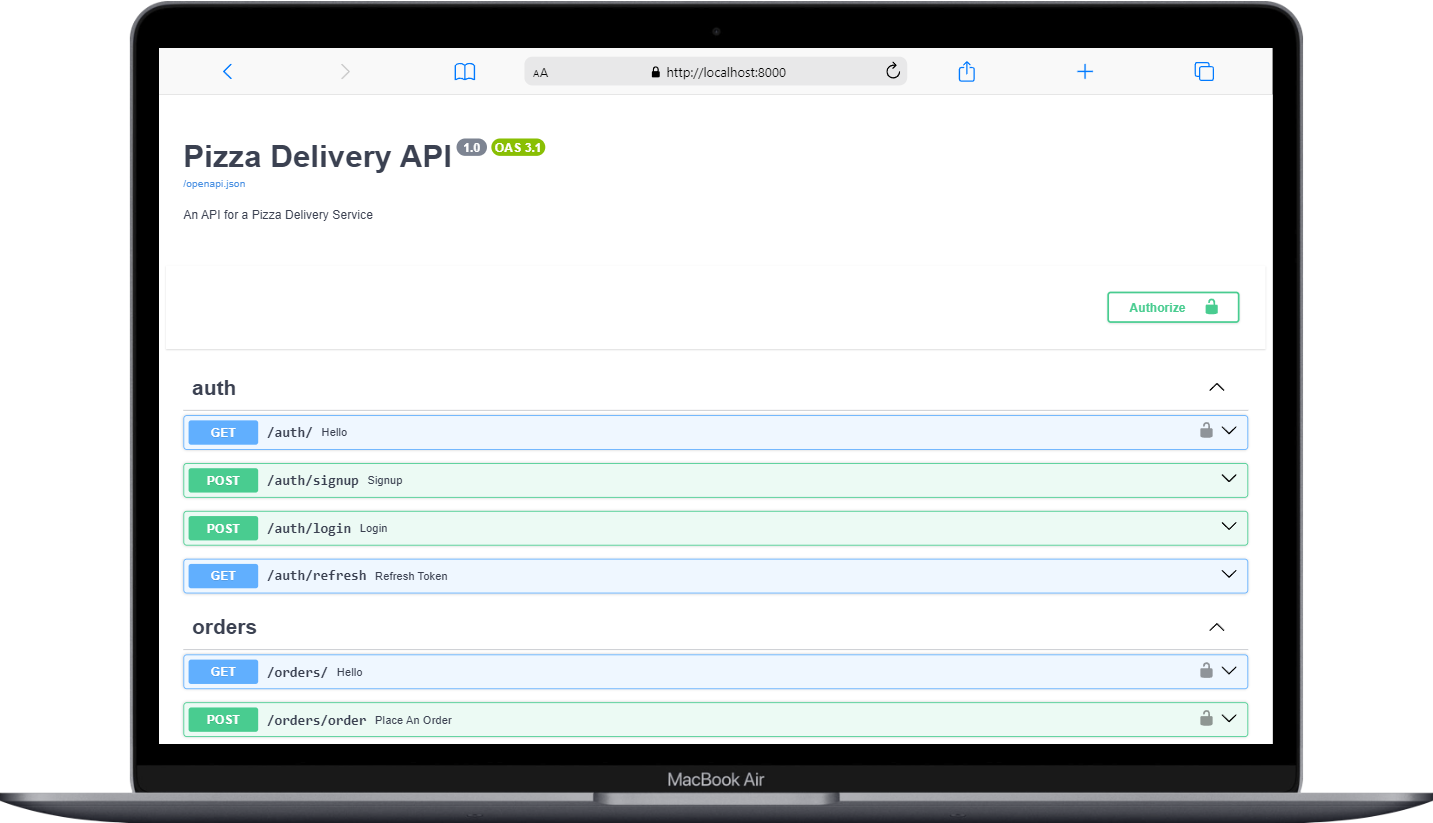 AA http://localhost:8000
Pizza Delivery API 1.0 OAS 3.1
/openapi.json
An API for a Pizza Delivery Service
Authorize
auth
GET /auth/ Hello
POST /auth/signup Signup
POST /auth/login Login
GET /auth/refresh Refresh Token
orders
GET /orders/ Hello
POST /orders/order Place An Order
MacBook Air